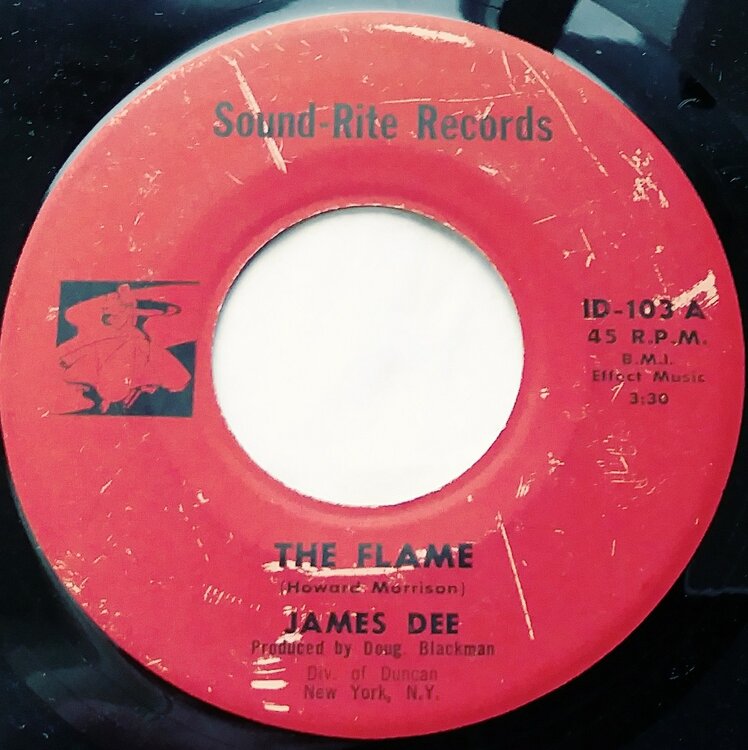 Sound-Rite Records
ID-103 A
45 R.P.M.
B.M.I.
Effect Music
3:30
THE FLAME
(Howard Morrison)
JAMES DEE
Produced by Doug. Blackman
Div. of Duncan
New York, N.Y.